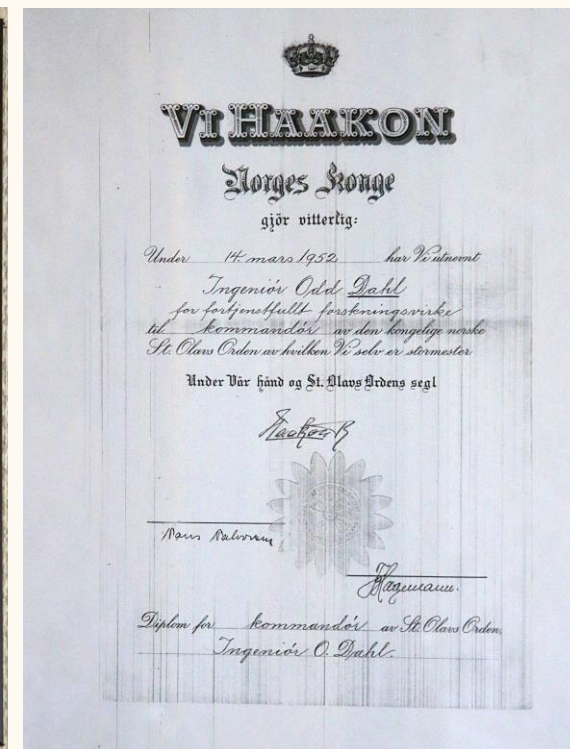 VI HAAKON
Norges Konge
gjör vitterlig:
Under 14 mars 1952 har Vi utnevnt
Ingeniör Odd Dahl
for fortjenstfullt forskningsvirke
til kommandör av den kongelige norske
St. Olavs Orden av hvilken Vi selv er stormester
Under Vår hånd og St. Olavs Ordens segl
Haakon R
Hagemann.
Diplom for kommandör av St. Olavs Orden,
Ingeniör O. Dahl.